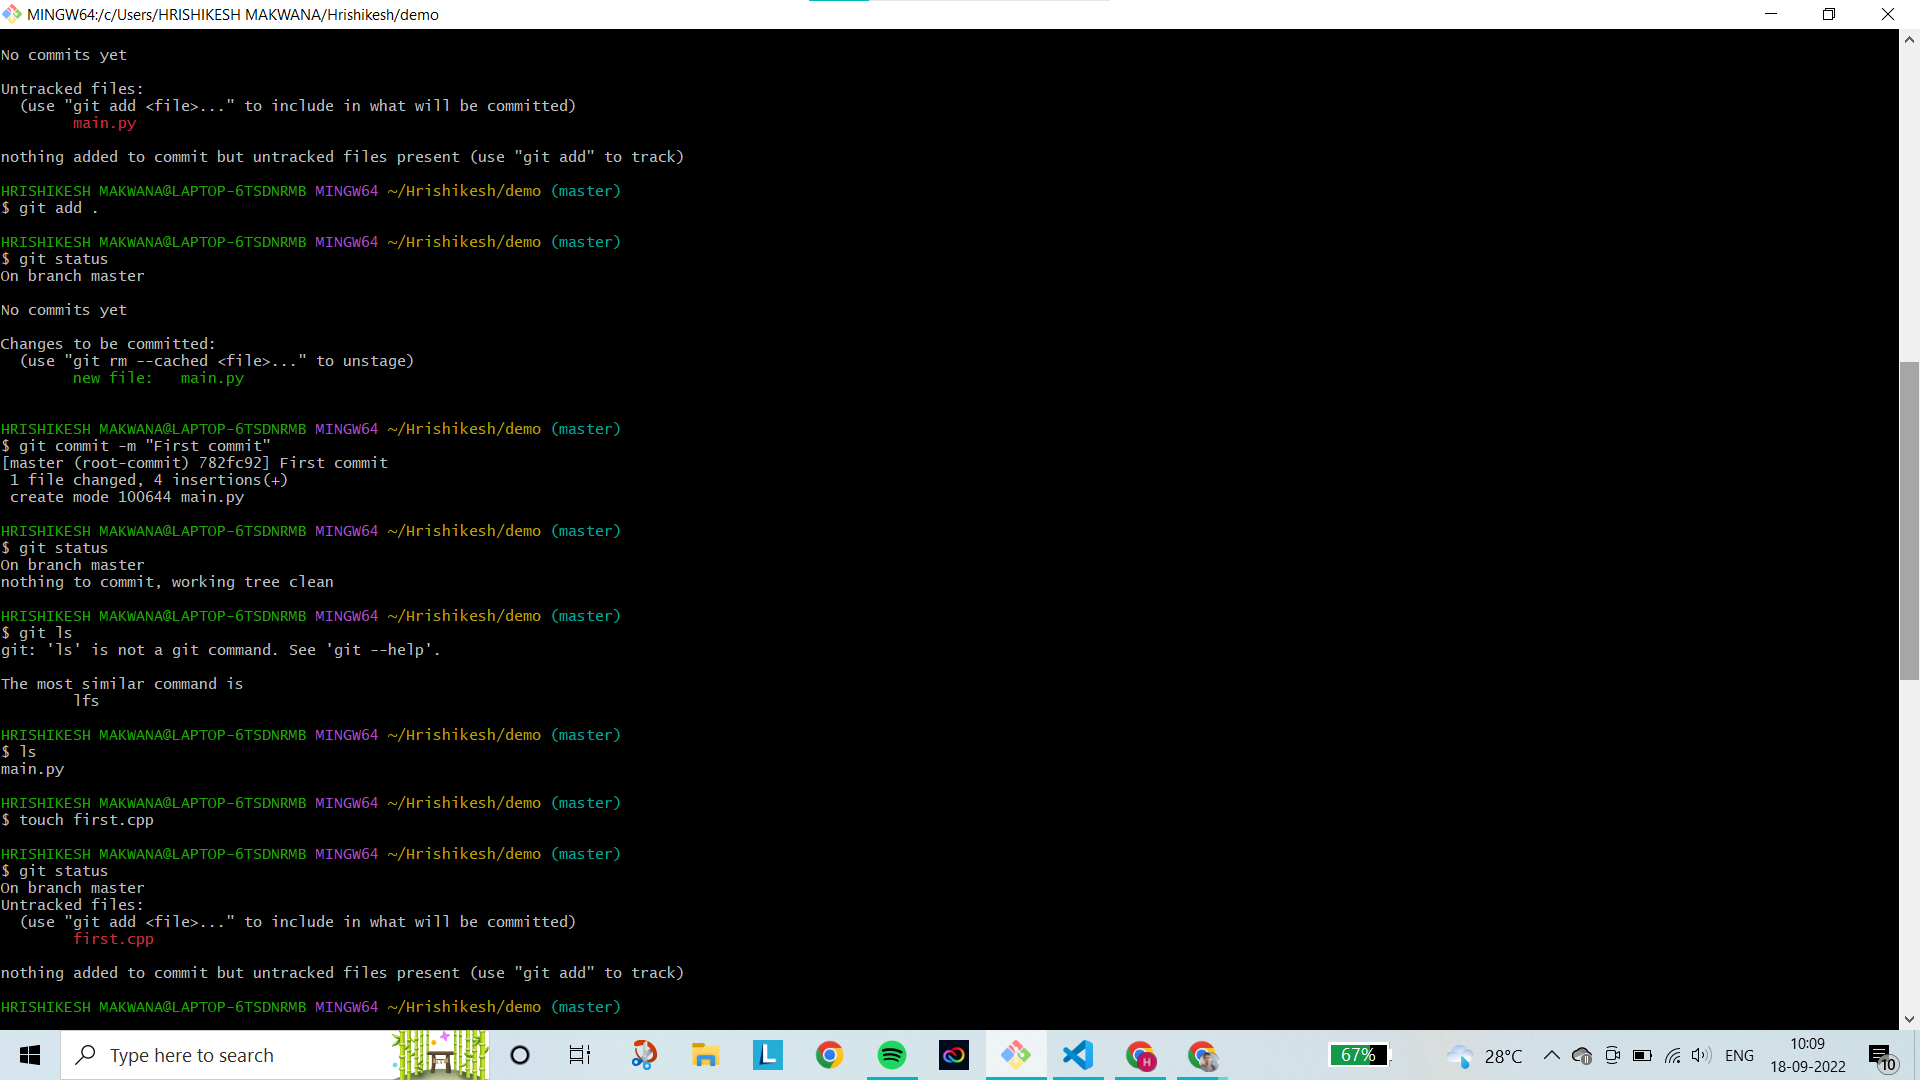 MINGW64:/c/Users/HRISHIKESH MAKWANA/Hrishikesh/demo
No commits yet
Untracked files:
  (use "git add <file>..." to include in what will be committed)
        main.py
nothing added to commit but untracked files present (use "git add" to track)
HRISHIKESH MAKWANA@LAPTOP-6TSDNRMB MINGW64 ~/Hrishikesh/demo (master)
$ git add .
HRISHIKESH MAKWANA@LAPTOP-6TSDNRMB MINGW64 ~/Hrishikesh/demo (master)
$ git status
On branch master
No commits yet
Changes to be committed:
  (use "git rm --cached <file>..." to unstage)
        new file:   main.py
HRISHIKESH MAKWANA@LAPTOP-6TSDNRMB MINGW64 ~/Hrishikesh/demo (master)
$ git commit -m "First commit"
[master (root-commit) 782fc92] First commit
 1 file changed, 4 insertions(+)
 create mode 100644 main.py
HRISHIKESH MAKWANA@LAPTOP-6TSDNRMB MINGW64 ~/Hrishikesh/demo (master)
$ git status
On branch master
nothing to commit, working tree clean
HRISHIKESH MAKWANA@LAPTOP-6TSDNRMB MINGW64 ~/Hrishikesh/demo (master)
$ git ls
git: 'ls' is not a git command. See 'git --help'.
The most similar command is
        lfs
HRISHIKESH MAKWANA@LAPTOP-6TSDNRMB MINGW64 ~/Hrishikesh/demo (master)
$ ls
main.py
HRISHIKESH MAKWANA@LAPTOP-6TSDNRMB MINGW64 ~/Hrishikesh/demo (master)
$ touch first.cpp
HRISHIKESH MAKWANA@LAPTOP-6TSDNRMB MINGW64 ~/Hrishikesh/demo (master)
$ git status
On branch master
Untracked files:
  (use "git add <file>..." to include in what will be committed)
        first.cpp
nothing added to commit but untracked files present (use "git add" to track)
HRISHIKESH MAKWANA@LAPTOP-6TSDNRMB MINGW64 ~/Hrishikesh/demo (master)
Type here to search
L
H
67%
28°C
ENG
10:09
18-09-2022
10